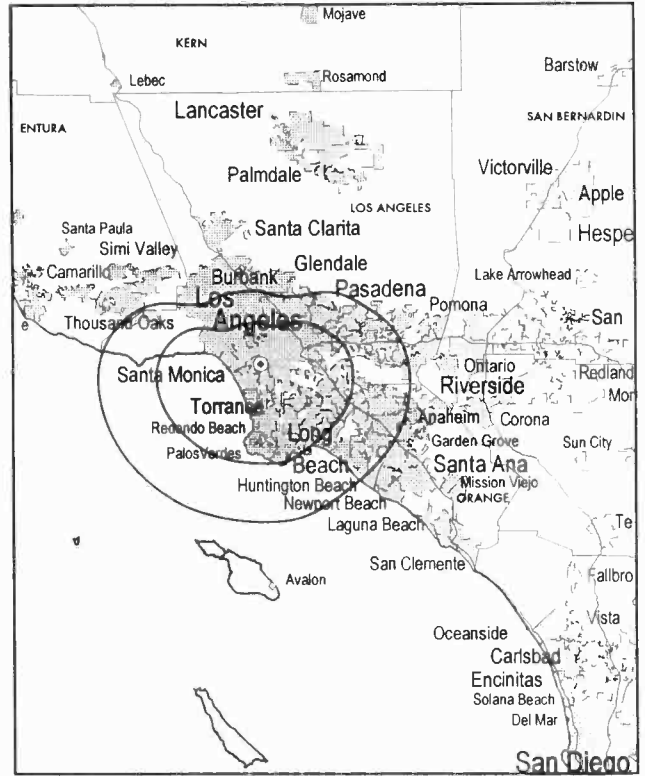 Mojave
KERN
Lebec
Rosamond
Barstow
Lancaster
SAN BERNARDIN
ENTURA
Victorville
Palmdale
Apple
LOS ANGELES
Santa Paula
Santa Clarita
Hespe
Simi Valley
Glendale
Camarillo
Burbank
Lake Arrowhead
Los
Angeles
Pasadena
Pomona
San
e
Thousand Oaks
Ontario
Redland
Santa Monica
Riverside
Mor
Torrance
Anaheim
Corona
Redondo Beach
Long
Beach
Garden Grove
Sun City
Palos Verdes
Santa Ana
Huntington Beach
Mission Viejo
ORANGE
Newport Beach
Laguna Beach
Te
San Clemente
Avalon
Fallbro
Vista
Oceanside
Carlsbad
Encinitas
Solana Beach
Del Mar
San Diego